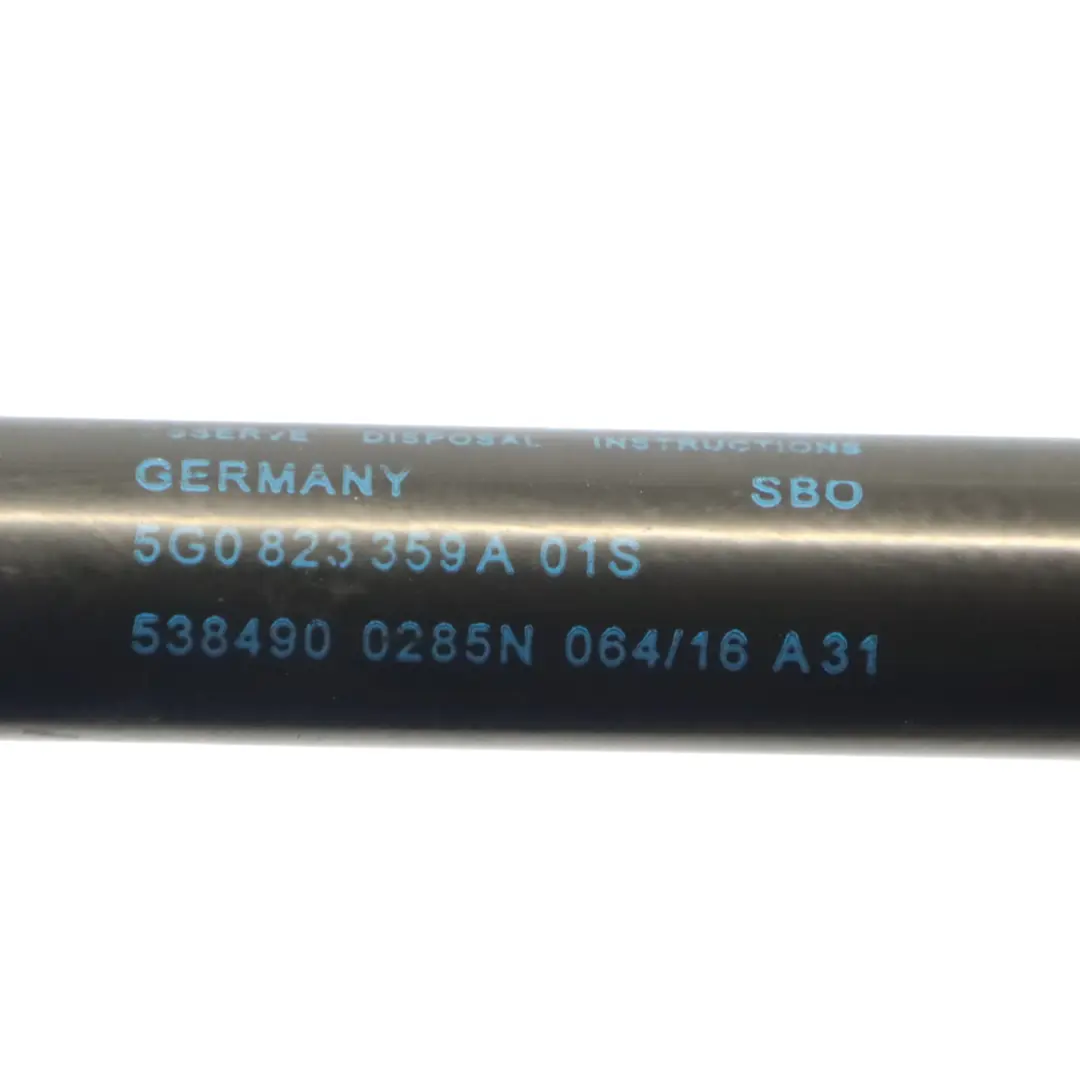 DISPOSAL INSTRUCTIONS
GERMANY SBO
5G0 823 359A 01S
538490 0285N 064/16 A31